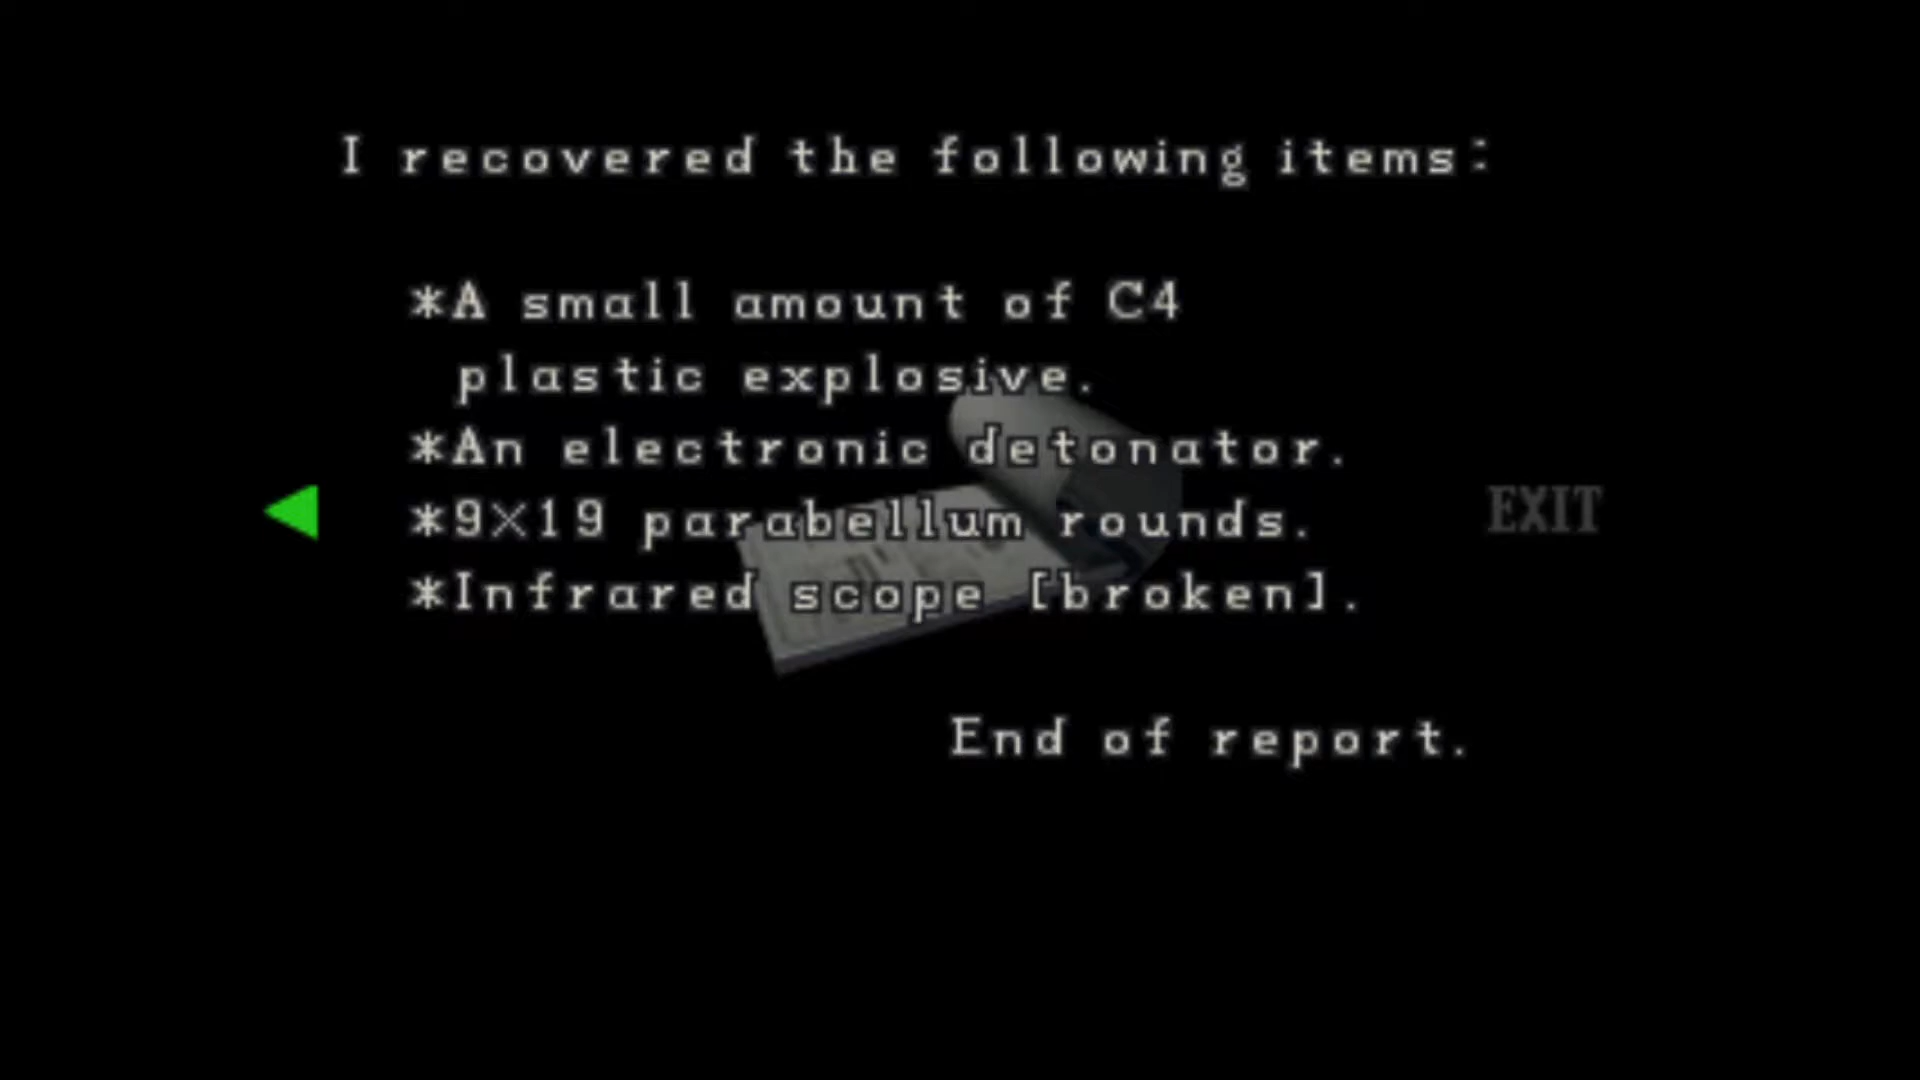 I recovered the following items:
*A small amount of C4
plastic explosive.
*An electronic detonator.
*9×19 parabellum rounds.
EXIT
*Infrared scope [broken].
End of report.